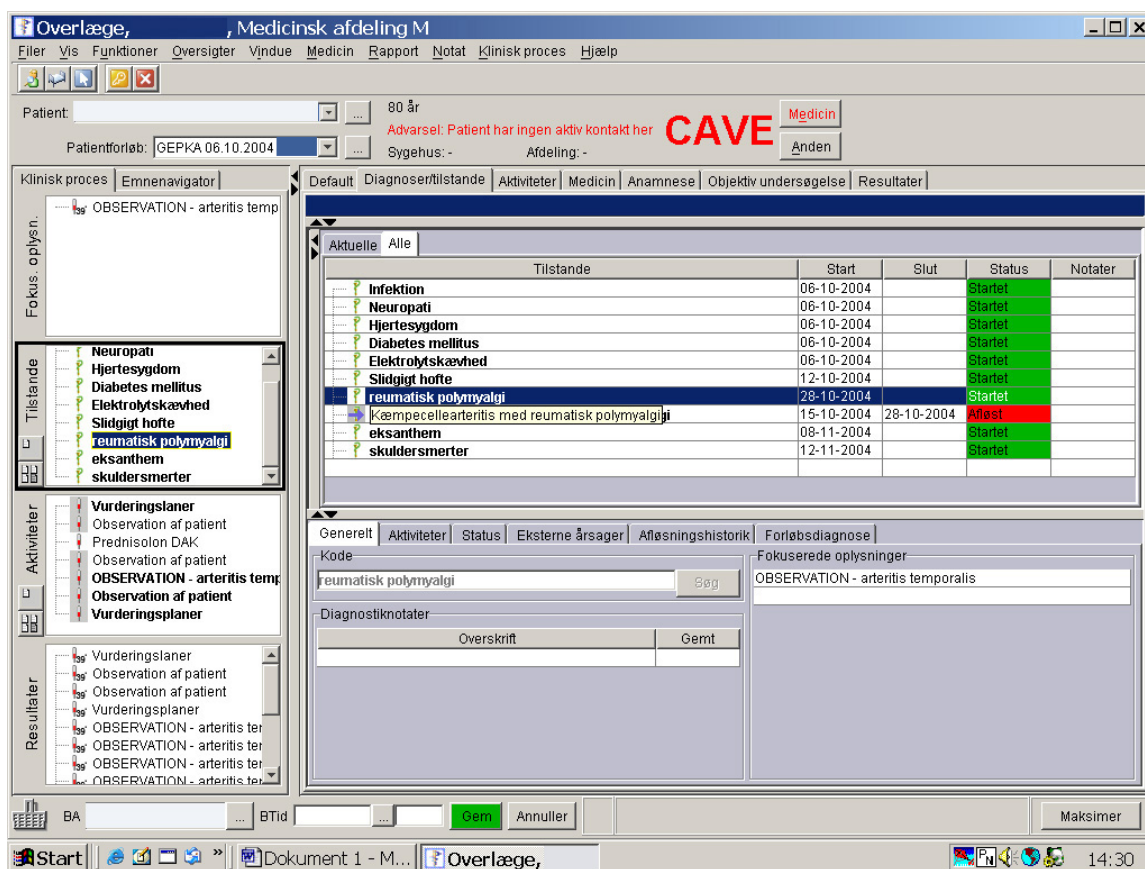 Overlæge, , Medicinsk afdeling M
Filer Vis Funktioner Oversigter Vindue Medicin Rapport Notat Klinisk proces Hjælp
Patient: ... 80 år
Advarsel: Patient har ingen aktiv kontakt her CAVE Medicin
Patientforløb: GEPKA 06.10.2004 ... Sygehus: - Afdeling: - Anden
Klinisk proces Emnenavigator
Fokus. oplysn.
OBSERVATION - arteritis temp
Tilstande
Neuropati
Hjertesygdom
Diabetes mellitus
Elektrolytskævhed
Slidgigt hofte
reumatisk polymyalgi
eksanthem
skuldersmerter
Aktiviteter
Vurderingslaner
Observation af patient
Prednisolon DAK
Observation af patient
OBSERVATION - arteritis temp
Observation af patient
Vurderingsplaner
Resultater
Vurderingslaner
Observation af patient
Observation af patient
Vurderingsplaner
OBSERVATION - arteritis ter
OBSERVATION - arteritis ter
OBSERVATION - arteritis ter
OBSERVATION - arteritis ter
Default Diagnoser/tilstande Aktiviteter Medicin Anamnese Objektiv undersøgelse Resultater
Aktuelle Alle
Tilstande Start Slut Status Notater
Infektion 06-10-2004 Startet
Neuropati 06-10-2004 Startet
Hjertesygdom 06-10-2004 Startet
Diabetes mellitus 06-10-2004 Startet
Elektrolytskævhed 06-10-2004 Startet
Slidgigt hofte 12-10-2004 Startet
reumatisk polymyalgi 28-10-2004 Startet
Kæmpecellearteritis med reumatisk polymyalgi 15-10-2004 28-10-2004 Afløst
eksanthem 08-11-2004 Startet
skuldersmerter 12-11-2004 Startet
Generelt Aktiviteter Status Eksterne årsager Afløsningshistorik Forløbsdiagnose
Kode
reumatisk polymyalgi Søg
Diagnostiknotater
Overskrift Gemt
Fokuserede oplysninger
OBSERVATION - arteritis temporalis
BA ... BTid ... Gem Annuller Maksimer
Start » Dokument 1 - M... Overlæge, PN 14:30